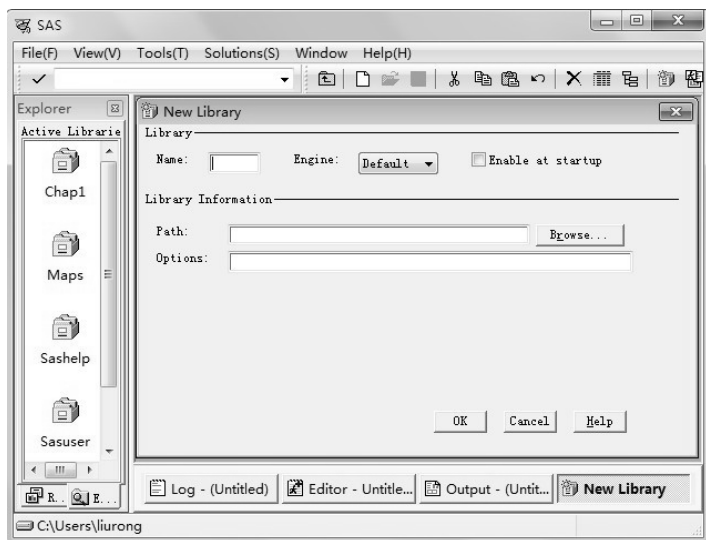 SAS
File(F) View(V) Tools(T) Solutions(S) Window Help(H)
Explorer
Active Librarie
Chap1
Maps
Sashelp
Sasuser
R..
E...
New Library
Library
Name:
Engine:
Default
Enable at startup
Library Information
Path:
Browse...
Options:
OK
Cancel
Help
Log - (Untitled)
Editor - Untitle...
Output - (Untit...
New Library
C:\Users\liurong